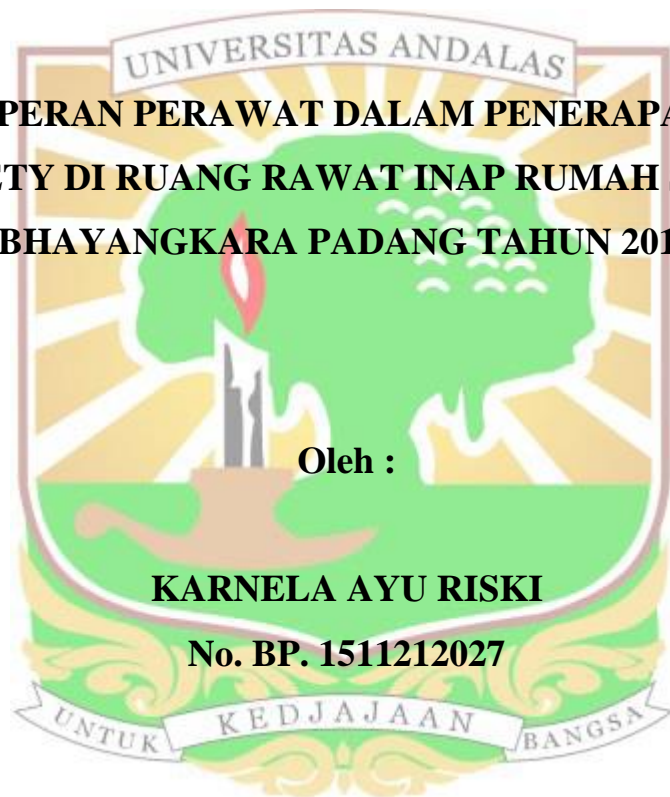 UNIVERSITAS ANDALAS
PERAN PERAWAT DALAM PENERAPA
ETY DI RUANG RAWAT INAP RUMAH
BHAYANGKARA PADANG TAHUN 201
Oleh :
KARNELA AYU RISKI
No. BP. 1511212027
UNTUK KEDJAJAAN BANGSA